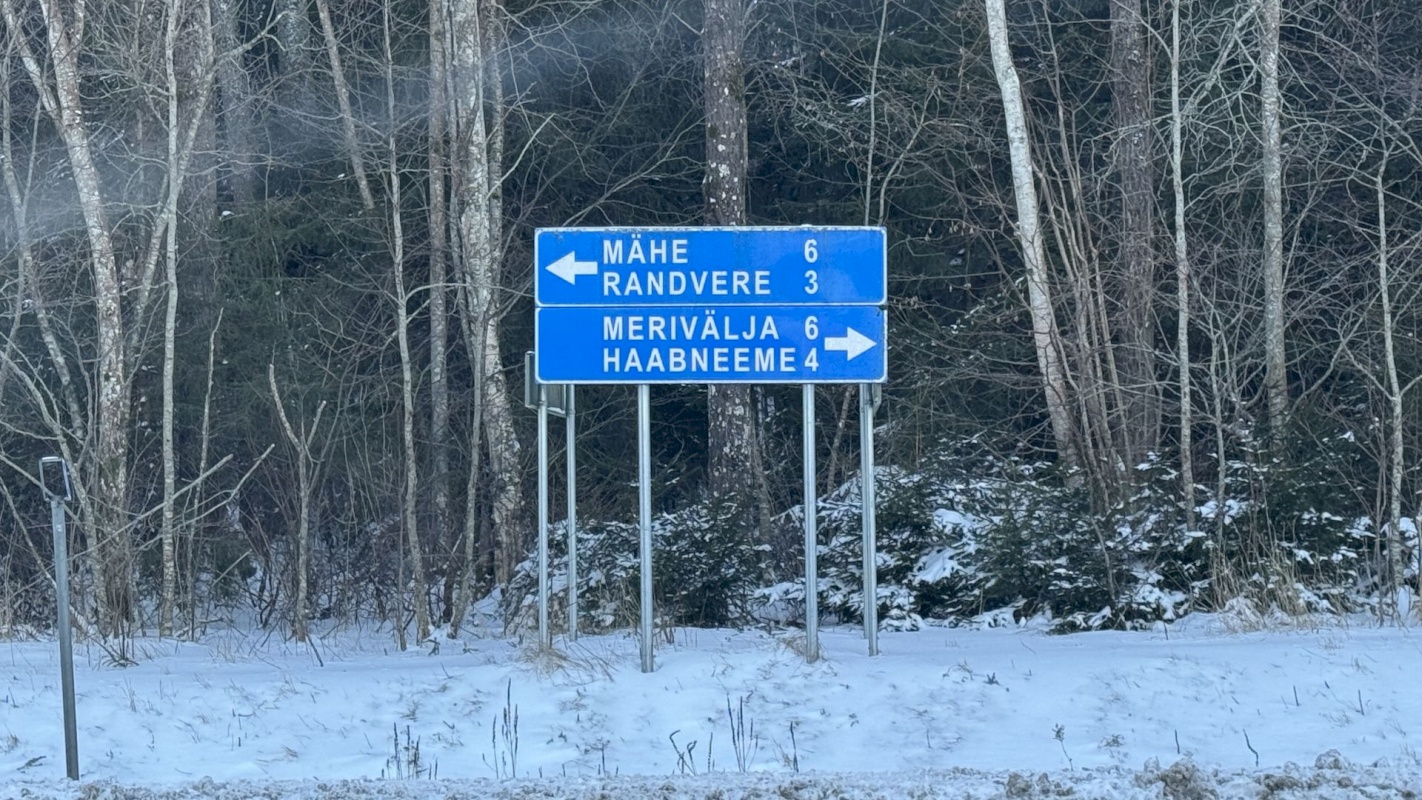 MÄHE 6
RANDVERE 3
MERIVÄLJA 6
HAABNEEME 4